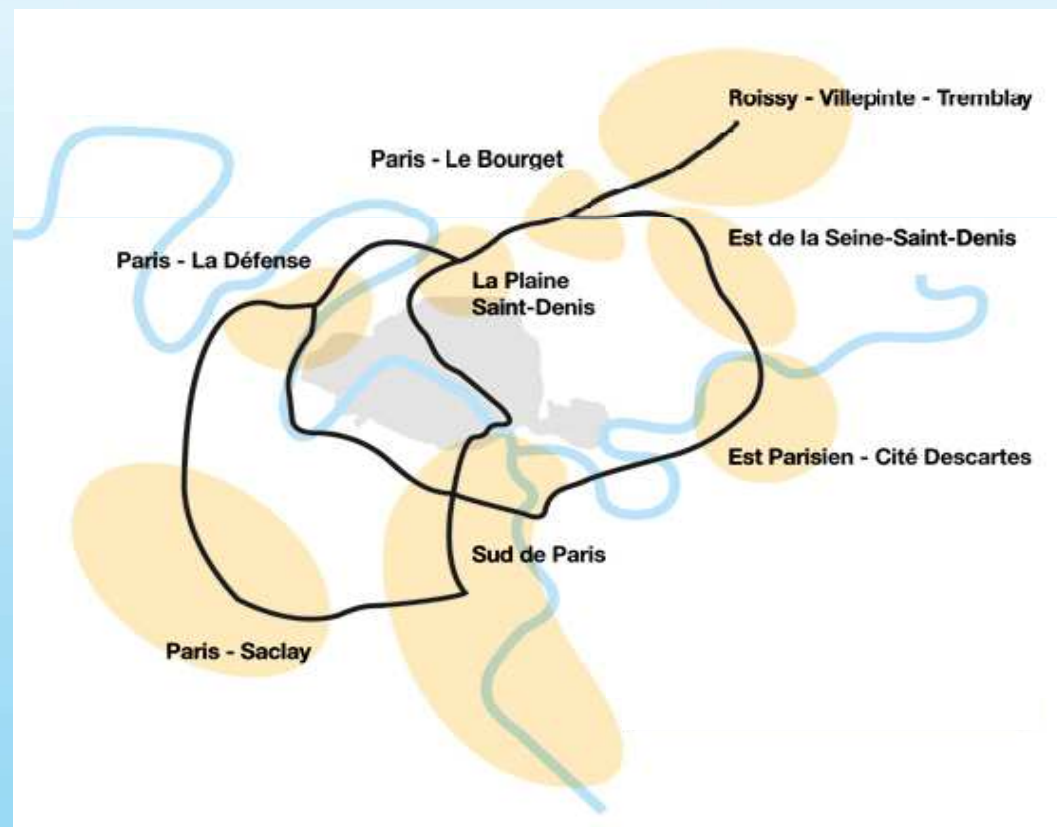 Roissy - Villepinte - Tremblay
Paris - Le Bourget
Est de la Seine-Saint-Denis
Paris - La Défense
La Plaine
Saint-Denis
Est Parisien - Cité Descartes
Sud de Paris
Paris - Saclay